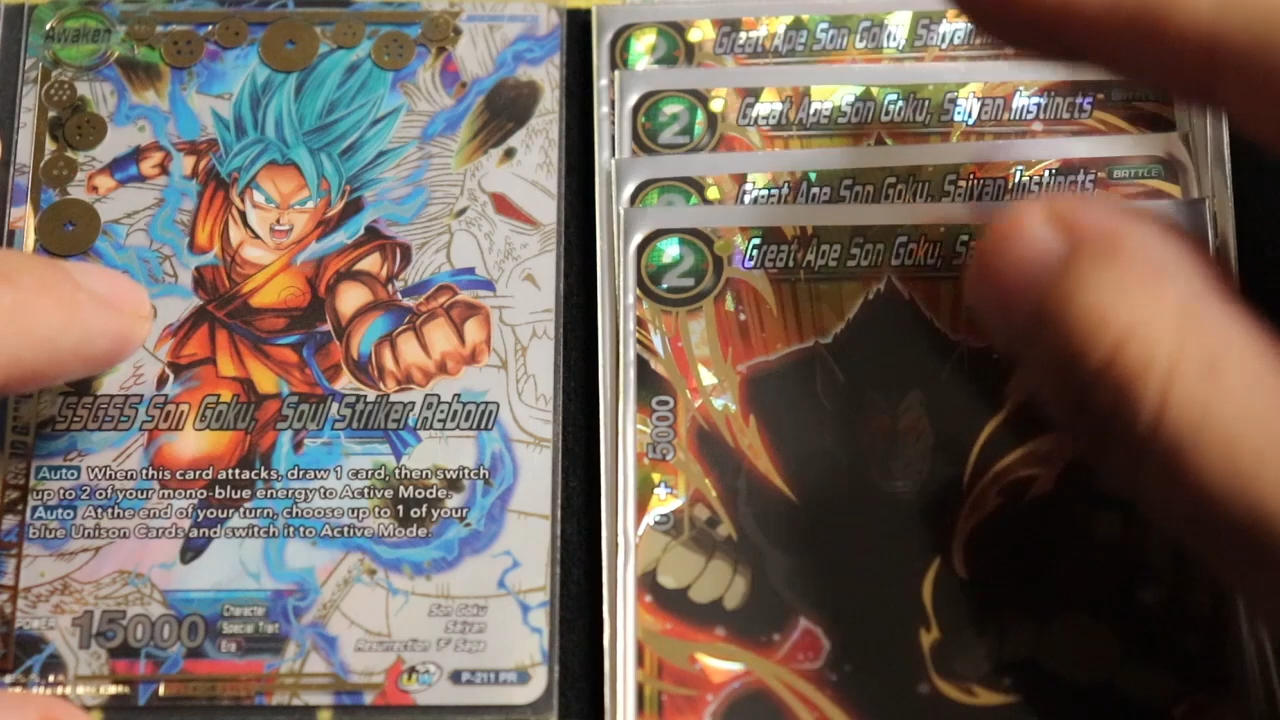 Awaken
SSGSS Son Goku, Soul Striker Reborn
Auto When this card attacks, draw 1 card, then switch
up to 2 of your mono-blue energy to Active Mode.
Auto At the end of your turn, choose up to 1 of your
blue Unison Cards and switch it to Active Mode.
POWER 15000
Character
Special Trait
Era
Son Goku
Saiyan
Resurrection 'F' Saga
UW
P-211 PR
2 Great Ape Son Goku, Saiyan
2 Great Ape Son Goku, Saiyan Instincts
Great Ape Son Goku, Saiyan Instincts BATTLE
2 Great Ape Son Goku, Sa
+ 5000